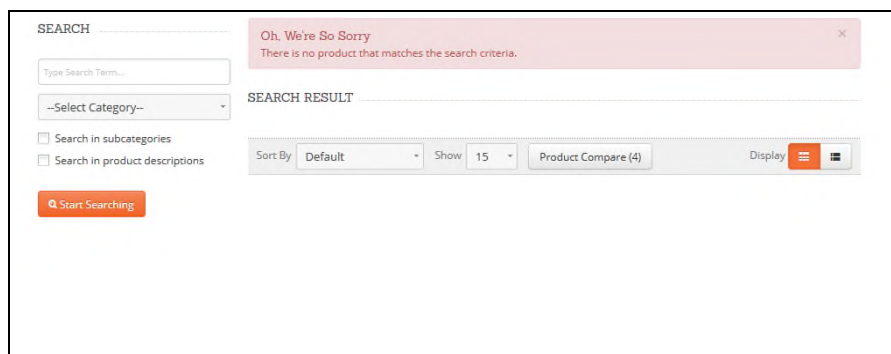 SEARCH
Type Search Term...
--Select Category--
Search in subcategories
Search in product descriptions
Start Searching
Oh, We're So Sorry
×
There is no product that matches the search criteria.
SEARCH RESULT
Sort By Default Show 15 Product Compare (4) Display